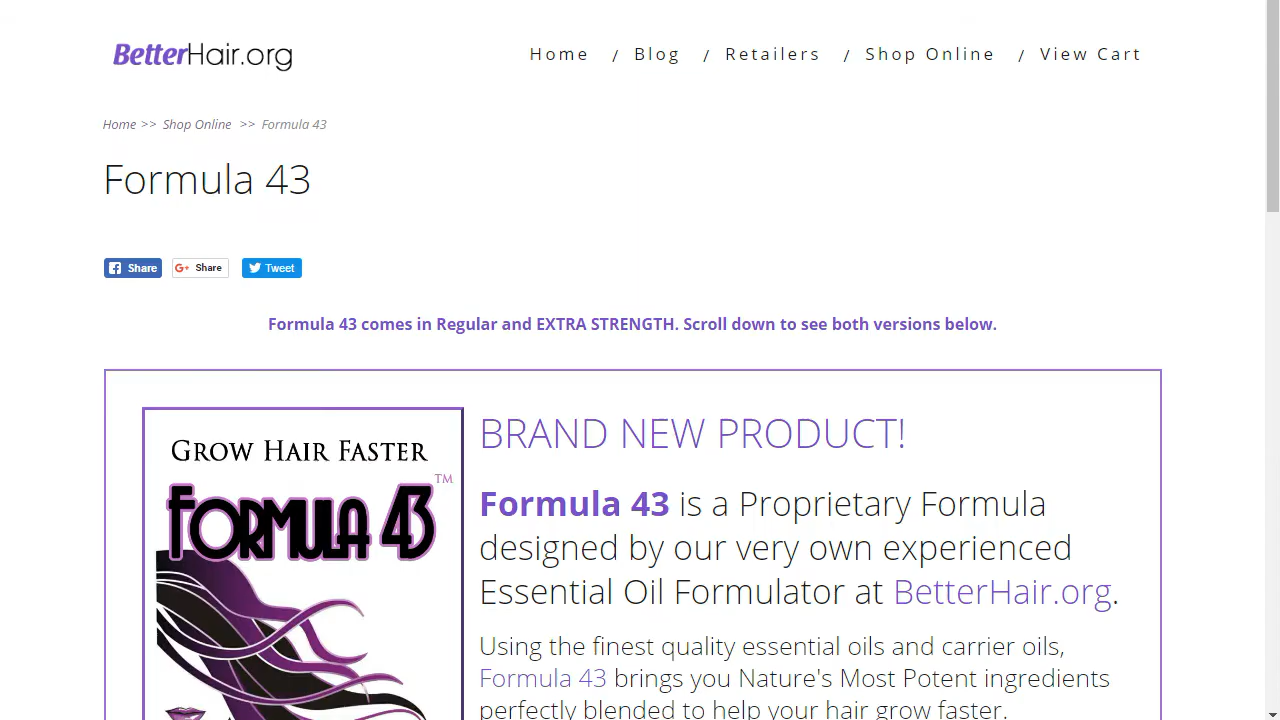 BetterHair.org
Home / Blog / Retailers / Shop Online / View Cart
Home >> Shop Online >> Formula 43
Formula 43
Share Share Tweet
Formula 43 comes in Regular and EXTRA STRENGTH. Scroll down to see both versions below.
GROW HAIR FASTER
FORMULA 43™
BRAND NEW PRODUCT!
Formula 43 is a Proprietary Formula
designed by our very own experienced
Essential Oil Formulator at BetterHair.org.
Using the finest quality essential oils and carrier oils,
Formula 43 brings you Nature's Most Potent ingredients
perfectly blended to help your hair grow faster.